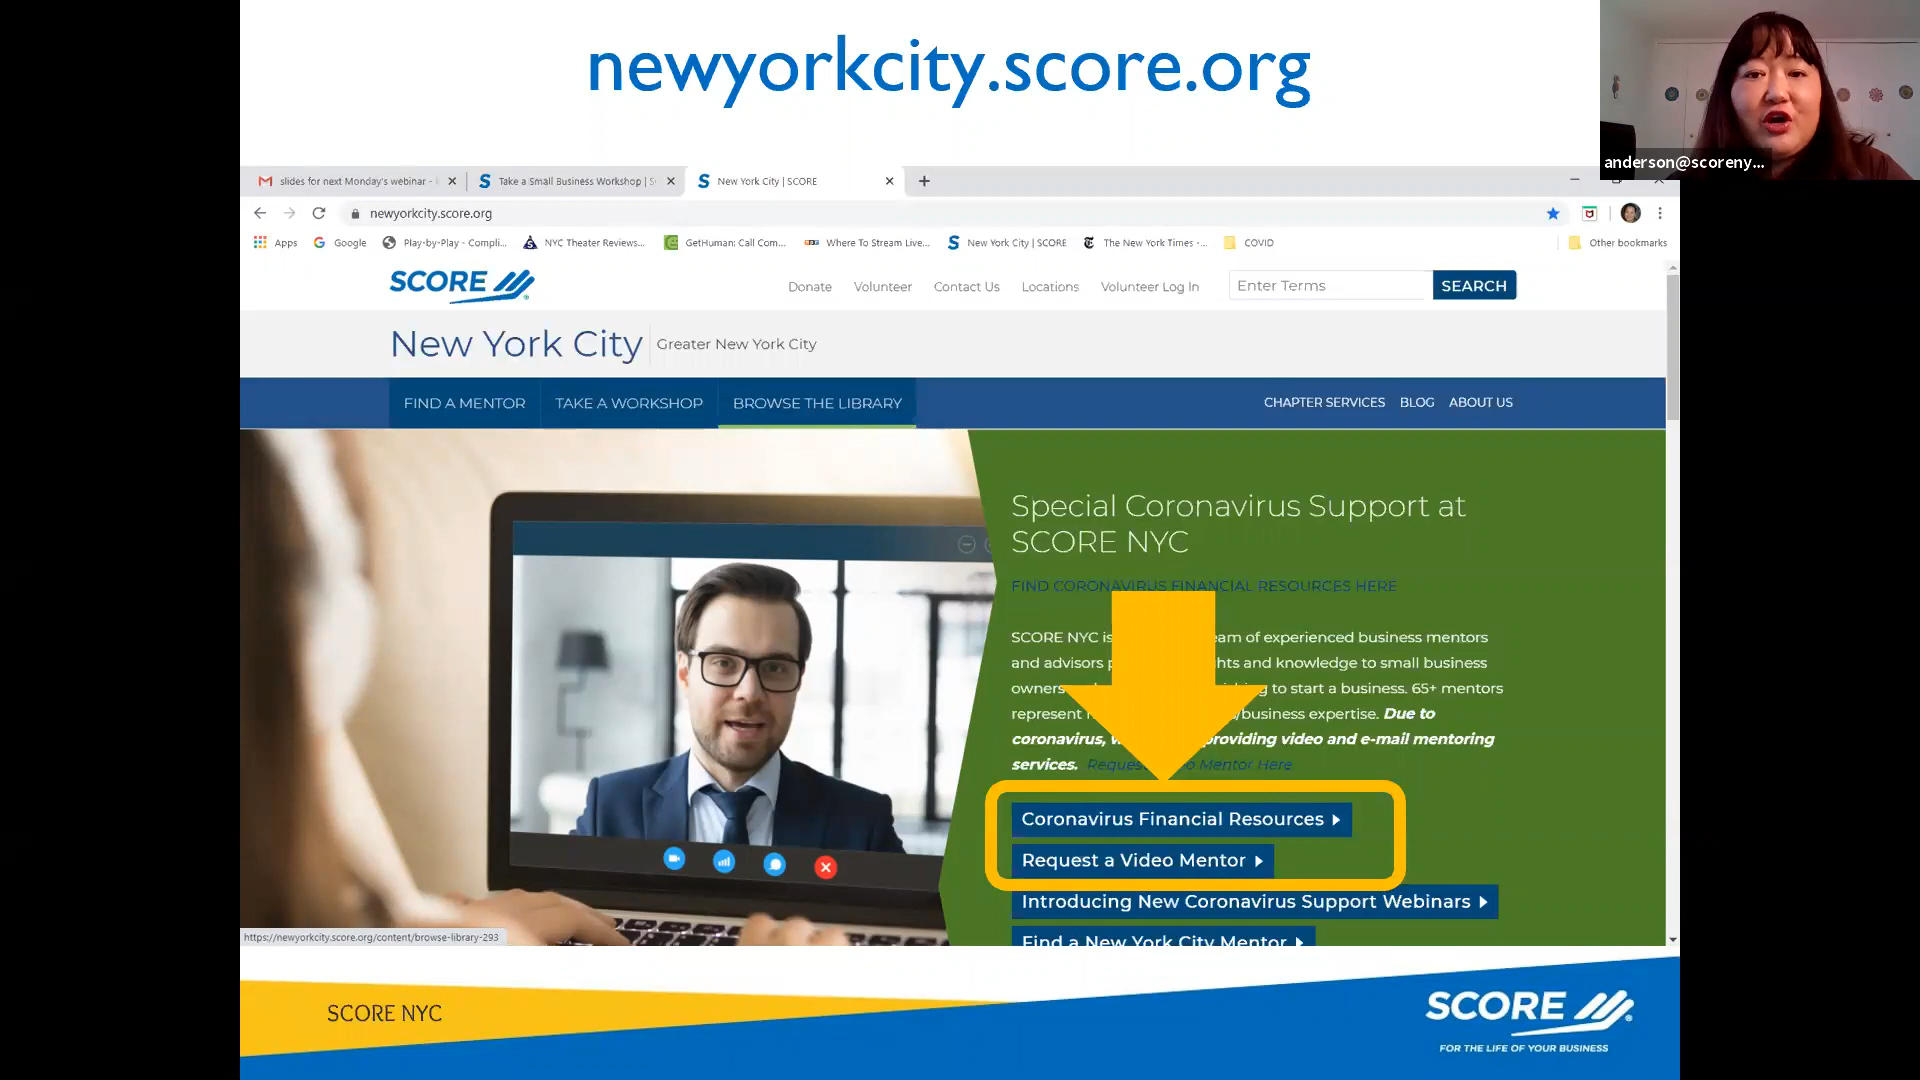 newyorkcity.score.org
anderson@scoreny...
slides for next Monday's webinar -
Take a Small Business Workshop | S
New York City | SCORE
newyorkcity.score.org
Apps
Google
Play-by-Play - Compli...
NYC Theater Reviews...
GetHuman: Call Com...
Where To Stream Live...
New York City | SCORE
The New York Times -...
COVID
Other bookmarks
SCORE
Donate
Volunteer
Contact Us
Locations
Volunteer Log In
Enter Terms
SEARCH
New York City
Greater New York City
FIND A MENTOR
TAKE A WORKSHOP
BROWSE THE LIBRARY
CHAPTER SERVICES
BLOG
ABOUT US
Special Coronavirus Support at
SCORE NYC
FIND CORONAVIRUS FINANCIAL RESOURCES HERE
SCORE NYC is eam of experienced business mentors
and advisors p hts and knowledge to small business
owners g to start a business. 65+ mentors
represent /business expertise. Due to
coronavirus, w providing video and e-mail mentoring
services. Request o Mentor Here
Coronavirus Financial Resources
Request a Video Mentor
Introducing New Coronavirus Support Webinars
Find a New York City Mentor
https://newyorkcity.score.org/content/browse-library-293
SCORE NYC
SCORE
FOR THE LIFE OF YOUR BUSINESS